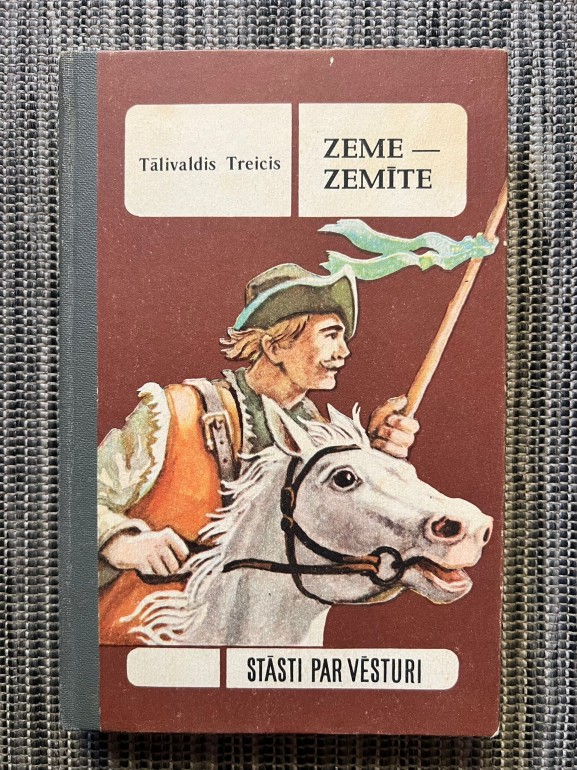 Tālivaldis Treicis
ZEME —
ZEMĪTE
STĀSTI PAR VĒSTURI